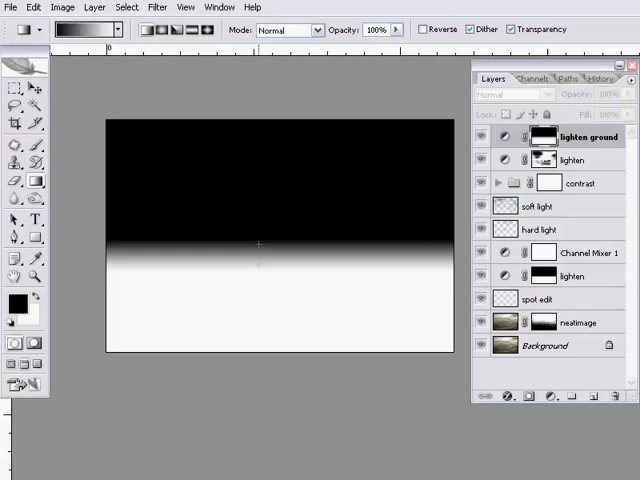 File Edit Image Layer Select Filter View Window Help
Mode: Normal Opacity: 100% Reverse Dither Transparency
0
Layers Channels Paths History
Normal Opacity: 100%
Lock: Fill: 100%
lighten ground
lighten
contrast
soft light
hard light
Channel Mixer 1
lighten
spot edit
neatimage
Background